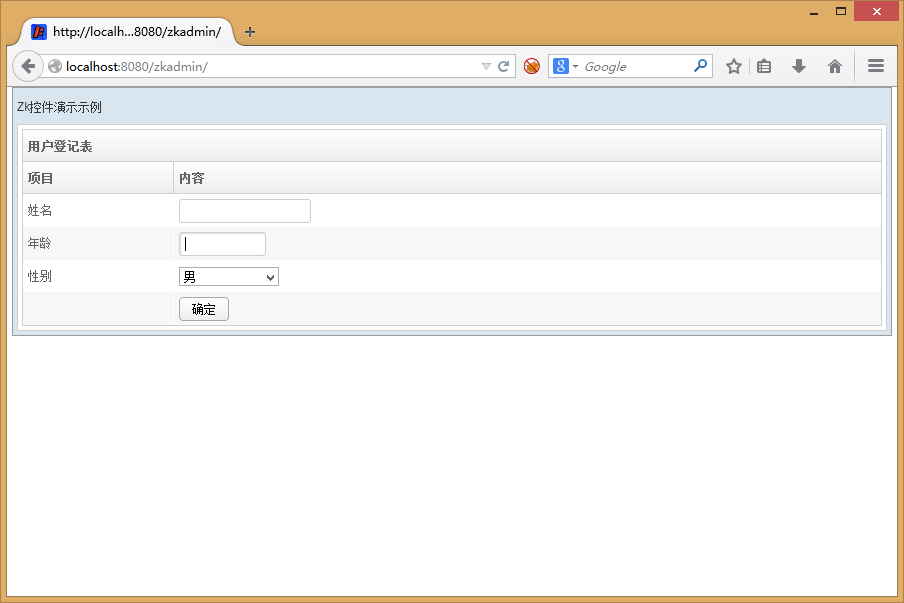 http://localh...8080/zkadmin/
localhost:8080/zkadmin/
Google
Zk控件演示示例
用户登记表
项目 内容
姓名
年龄
性别 男
确定